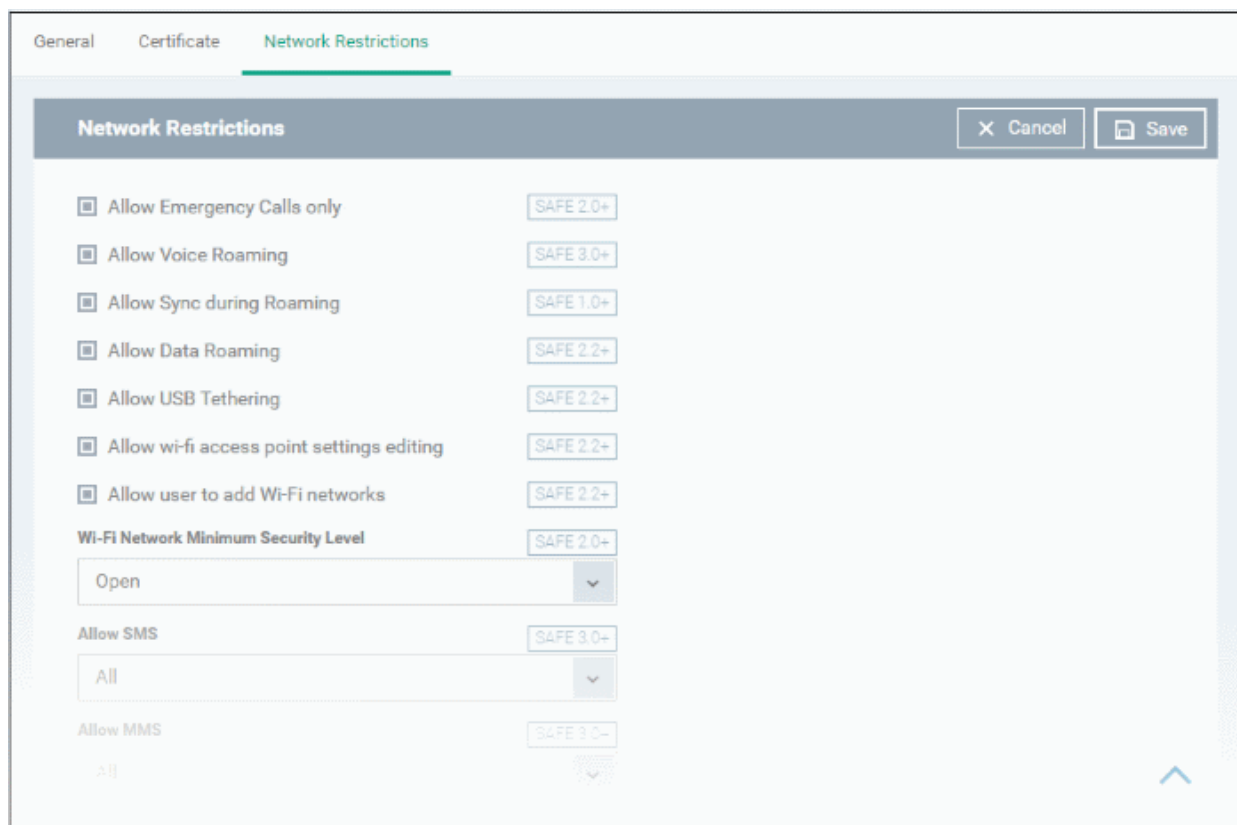 General Certificate Network Restrictions
Network Restrictions Cancel Save
Allow Emergency Calls only SAFE 2.0+
Allow Voice Roaming SAFE 3.0+
Allow Sync during Roaming SAFE 1.0+
Allow Data Roaming SAFE 2.2+
Allow USB Tethering SAFE 2.2+
Allow wi-fi access point settings editing SAFE 2.2+
Allow user to add Wi-Fi networks SAFE 2.2+
Wi-Fi Network Minimum Security Level SAFE 2.0+
Open
Allow SMS SAFE 3.0+
All
Allow MMS SAFE 3.0+
All